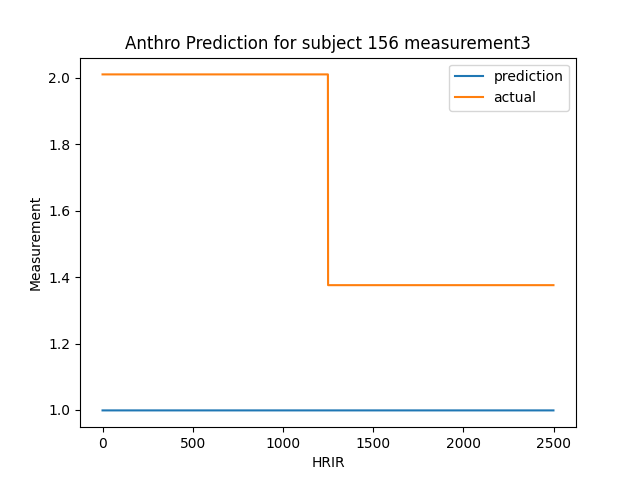 Anthro Prediction for subject 156 measurement3
prediction
actual
2.0
1.8
1.6
1.4
1.2
1.0
Measurement
0 500 1000 1500 2000 2500
HRIR